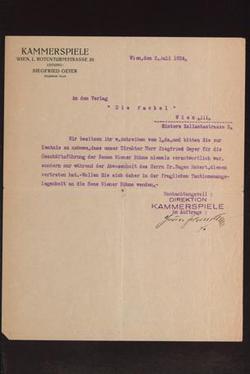 KAMMERSPIELE
WIEN, I. ROTENTURMSTRASSE 20
LEITUNG:
SIEGFRIED GEYER
Wien, den 2. Juli 1924.
An den Verlag
" Die Fackel "
Wien, III.
Hintere Zollamtsstrasse 3.
Wir besitzen Ihr w. Schreiben vom 1. ds. und bitten Sie zur
Kenntnis zu nehmen, dass unser Direktor Herr Siegfried Geyer für die
Geschäftsführung der Neuen Wiener Bühne niemals verantwortlich war,
sondern nur während der Abwesenheit des Herrn Dr. Eugen Robert, diesen
vertreten hat. Wollen Sie sich daher in der fraglichen Tantiemenange-
legenheit an die Neue Wiener Bühne wenden.
Hochachtungsvoll :
DIREKTION
KAMMERSPIELE
im Auftrage :